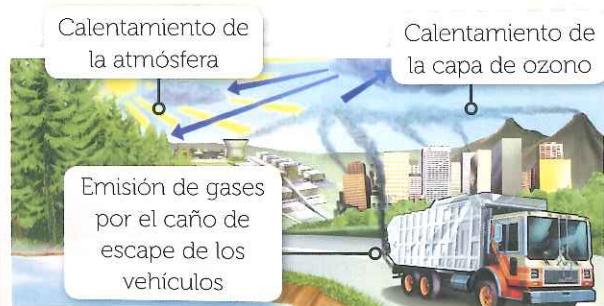 Calentamiento de
la atmósfera
Calentamiento de
la capa de ozono
Emisión de gases
por el caño de
escape de los
vehículos